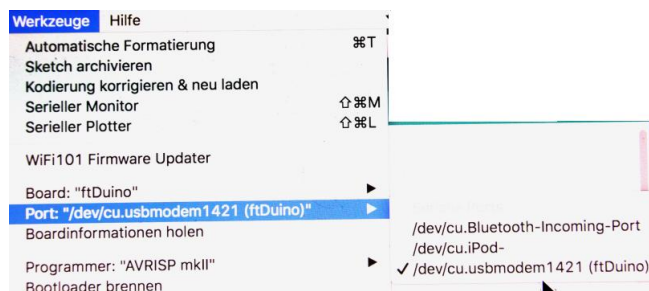 Werkzeuge Hilfe
Automatische Formatierung ⌘T
Sketch archivieren
Kodierung korrigieren & neu laden
Serieller Monitor ⇧⌘M
Serieller Plotter ⇧⌘L
WiFi101 Firmware Updater
Board: "ftDuino" ▶
Port: "/dev/cu.usbmodem1421 (ftDuino)" ▶
Boardinformationen holen
Programmer: "AVRISP mkII" ▶
Bootloader brennen
/dev/cu.Bluetooth-Incoming-Port
/dev/cu.iPod-
✓ /dev/cu.usbmodem1421 (ftDuino)